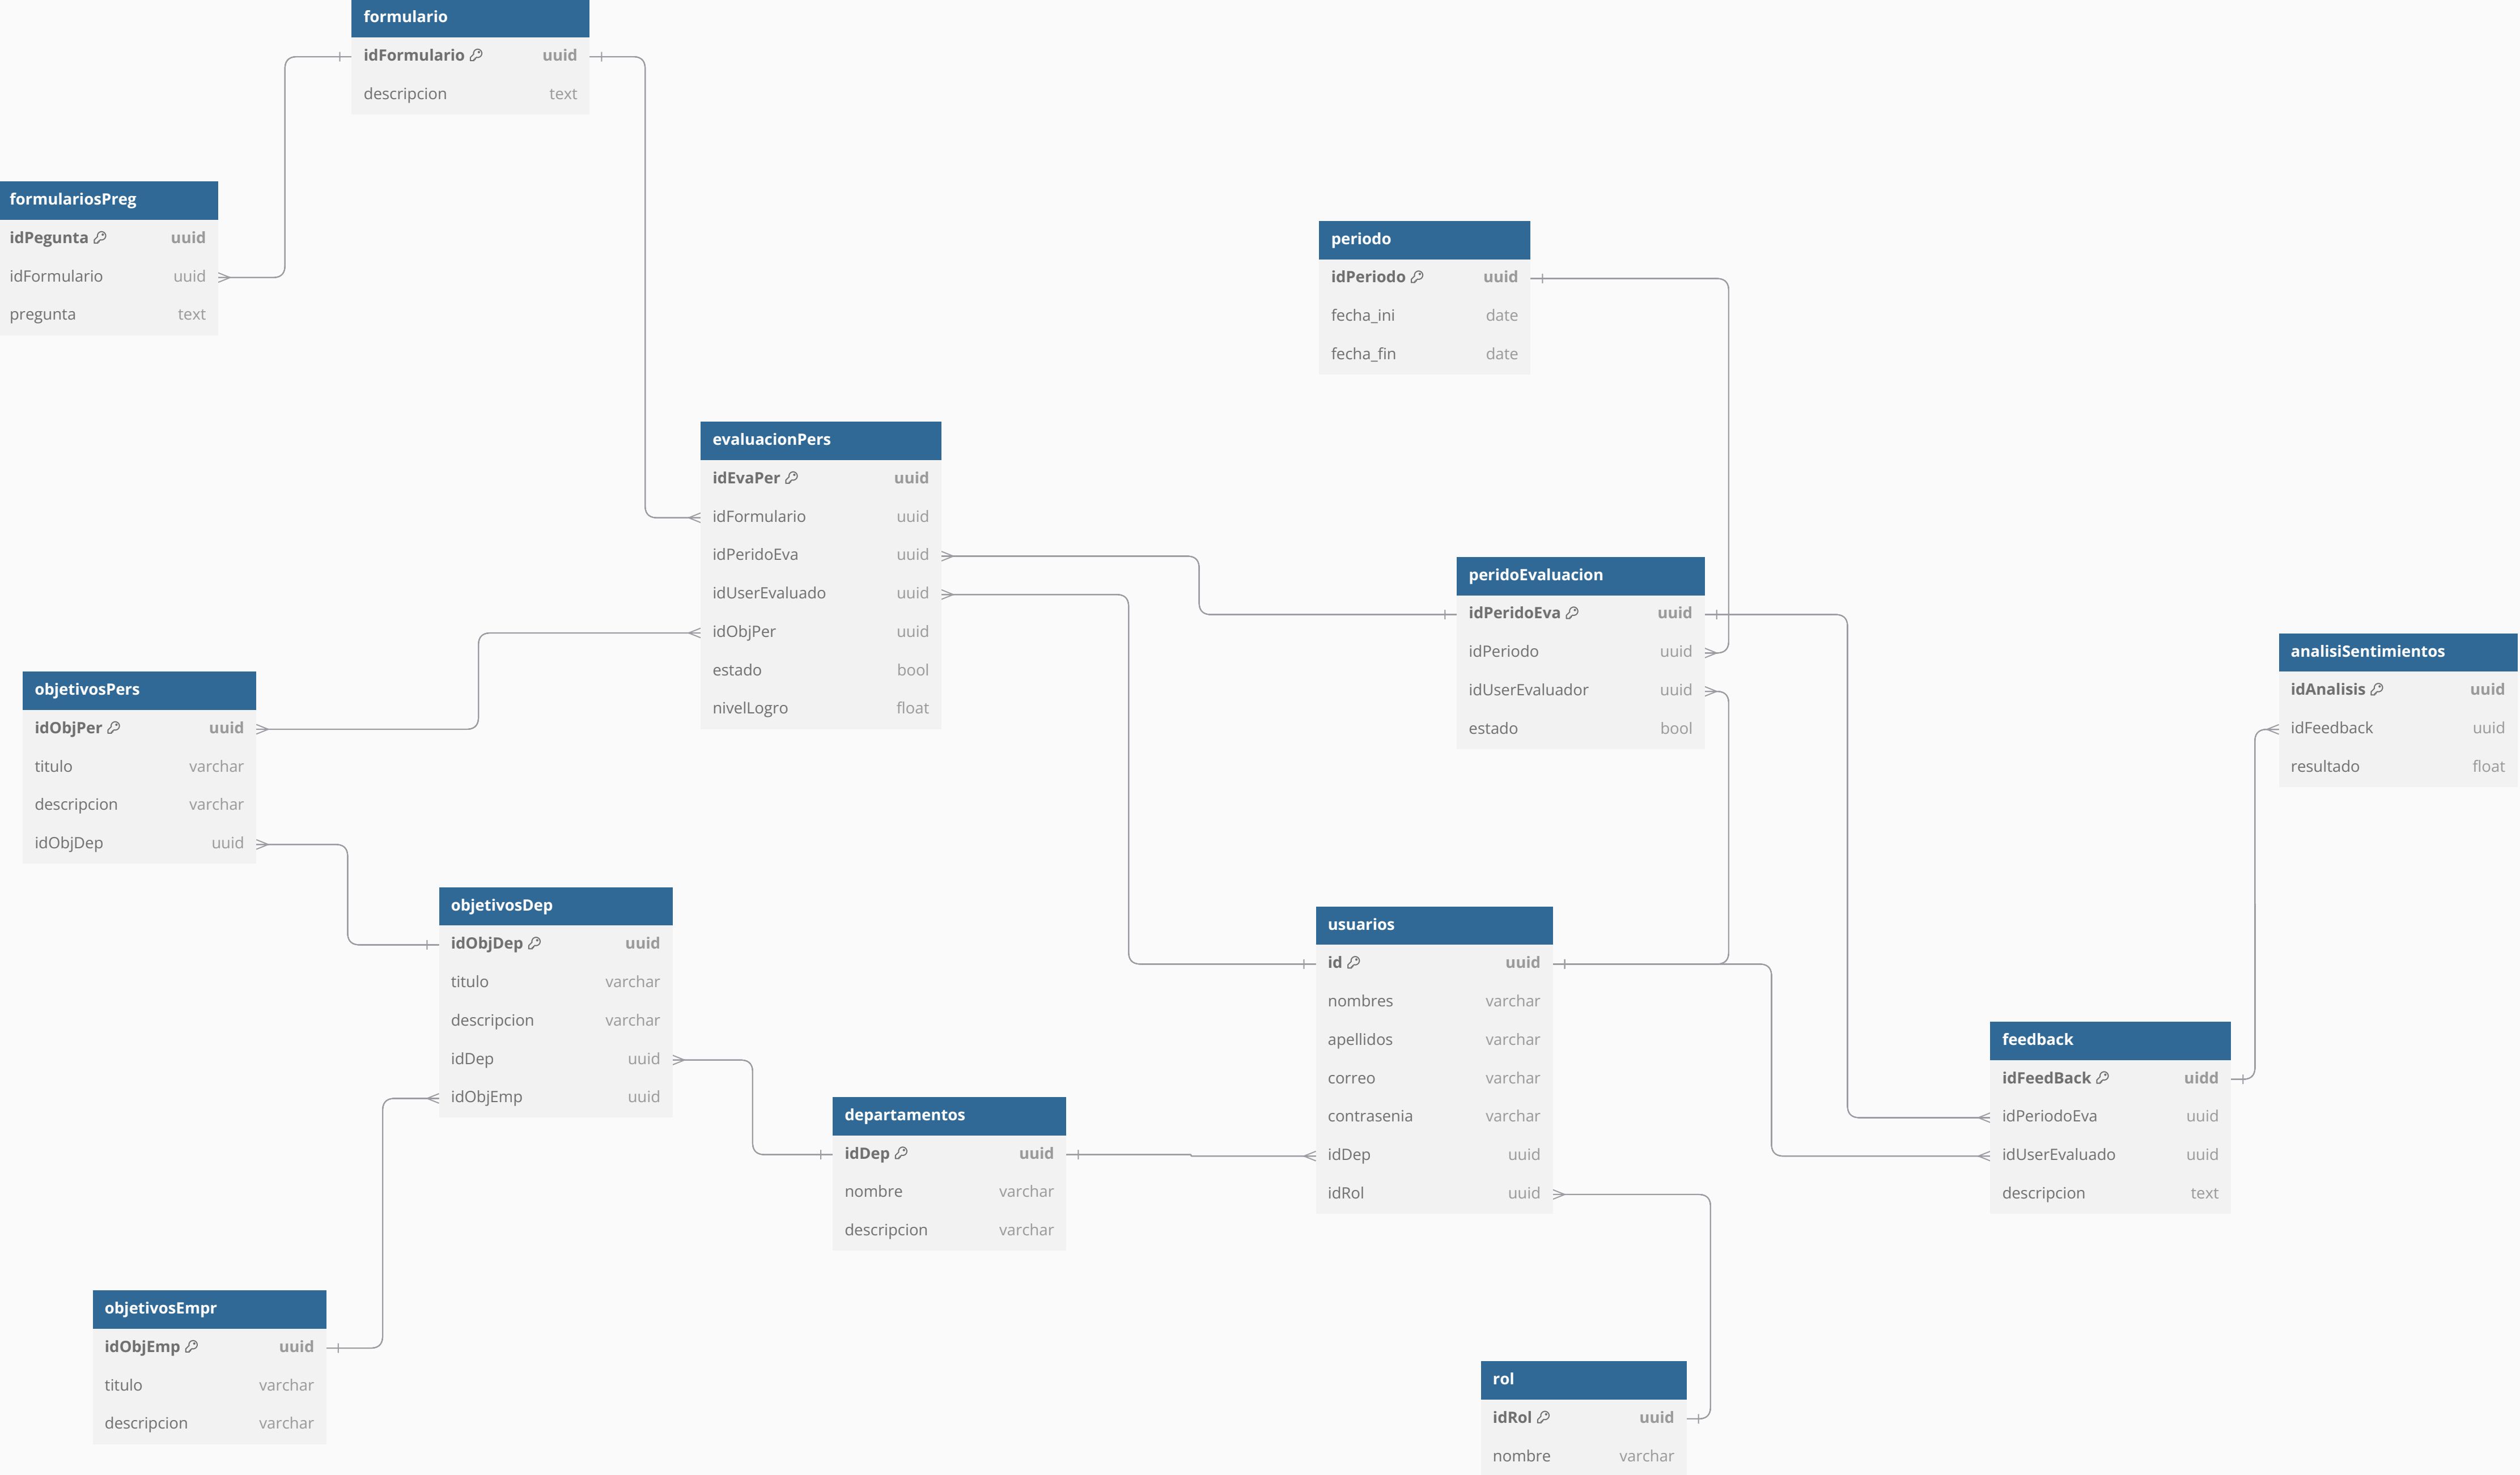 formulario
idFormulario uuid
descripcion text
formulariosPreg
idPegunta uuid
idFormulario uuid
pregunta text
periodo
idPeriodo uuid
fecha_ini date
fecha_fin date
evaluacionPers
idEvaPer uuid
idFormulario uuid
idPeridoEva uuid
idUserEvaluado uuid
idObjPer uuid
estado bool
nivelLogro float
peridoEvaluacion
idPeridoEva uuid
idPeriodo uuid
idUserEvaluador uuid
estado bool
analisiSentimientos
idAnalisis uuid
idFeedback uuid
resultado float
objetivosPers
idObjPer uuid
titulo varchar
descripcion varchar
idObjDep uuid
objetivosDep
idObjDep uuid
titulo varchar
descripcion varchar
idDep uuid
idObjEmp uuid
usuarios
id uuid
nombres varchar
apellidos varchar
correo varchar
contrasenia varchar
idDep uuid
idRol uuid
feedback
idFeedBack uidd
idPeriodoEva uuid
idUserEvaluado uuid
descripcion text
departamentos
idDep uuid
nombre varchar
descripcion varchar
objetivosEmpr
idObjEmp uuid
titulo varchar
descripcion varchar
rol
idRol uuid
nombre varchar